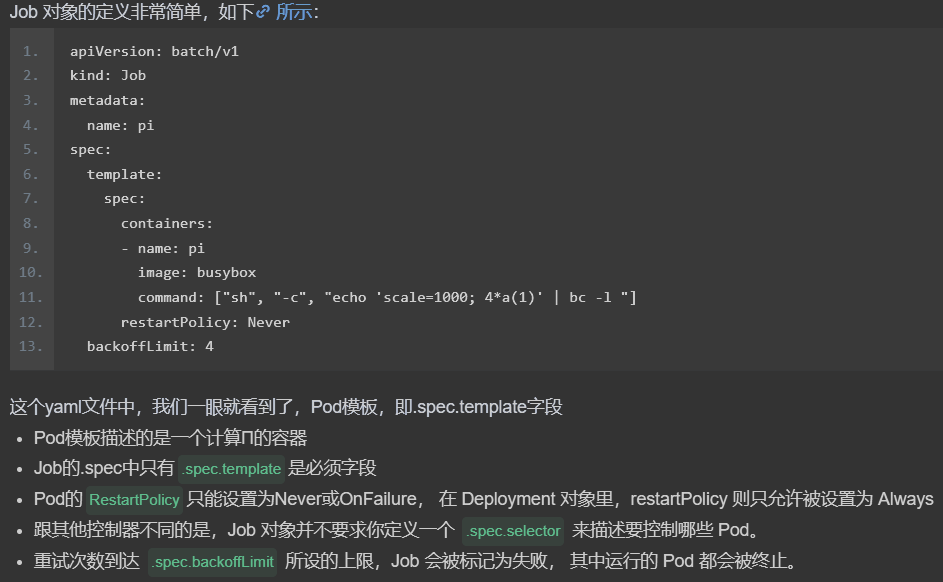 Job 对象的定义非常简单，如下 所示：
1. apiVersion: batch/v1
2. kind: Job
3. metadata:
4.   name: pi
5. spec:
6.   template:
7.     spec:
8.       containers:
9.       - name: pi
10.         image: busybox
11.         command: ["sh", "-c", "echo 'scale=1000; 4*a(1)' | bc -l "]
12.       restartPolicy: Never
13.   backoffLimit: 4
这个yaml文件中，我们一眼就看到了，Pod模板，即.spec.template字段
• Pod模板描述的是一个计算Π的容器
• Job的.spec中只有 .spec.template 是必须字段
• Pod的 RestartPolicy 只能设置为Never或OnFailure， 在 Deployment 对象里，restartPolicy 则只允许被设置为 Always
• 跟其他控制器不同的是，Job 对象并不要求你定义一个 .spec.selector 来描述要控制哪些 Pod。
• 重试次数到达 .spec.backoffLimit 所设的上限，Job 会被标记为失败， 其中运行的 Pod 都会被终止。